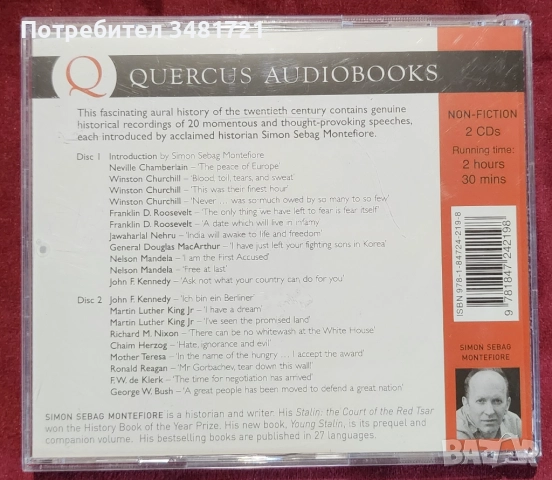 Потребител 3481721
Q QUERCUS AUDIOBOOKS
This fascinating aural history of the twentieth century contains genuine
historical recordings of 20 momentous and thought-provoking speeches,
each introduced by acclaimed historian Simon Sebag Montefiore.
Disc 1 Introduction by Simon Sebag Montefiore
Neville Chamberlain – 'The peace of Europe'
Winston Churchill – 'Blood, toil, tears, and sweat'
Winston Churchill – 'This was their finest hour'
Winston Churchill – 'Never . . . was so much owed by so many to so few'
Franklin D. Roosevelt – 'The only thing we have left to fear is fear itself'
Franklin D. Roosevelt – 'A date which will live in infamy'
Jawaharlal Nehru – 'India will awake to life and freedom'
General Douglas MacArthur – 'I have just left your fighting sons in Korea'
Nelson Mandela – 'I am the First Accused'
Nelson Mandela – 'Free at last'
John F. Kennedy – 'Ask not what your country can do for you'
Disc 2 John F. Kennedy – 'Ich bin ein Berliner'
Martin Luther King Jr – 'I have a dream'
Martin Luther King Jr – 'I've seen the promised land'
Richard M. Nixon – 'There can be no whitewash at the White House'
Chaim Herzog – 'Hate, ignorance and evil'
Mother Teresa – 'In the name of the hungry . . . I accept the award'
Ronald Reagan – 'Mr Gorbachev, tear down this wall!'
F.W. de Klerk – 'The time for negotiation has arrived'
George W. Bush – 'A great people has been moved to defend a great nation'
SIMON SEBAG MONTEFIORE is a historian and writer. His Stalin: the Court of the Red Tsar
won the History Book of the Year Prize. His new book, Young Stalin, is its prequel and
companion volume. His bestselling books are published in 27 languages.
NON-FICTION
2 CDs
Running time:
2 hours
30 mins
ISBN 978-1-84724-219-8
9 781847 242198
SIMON SEBAG
MONTEFIORE
BAZAR